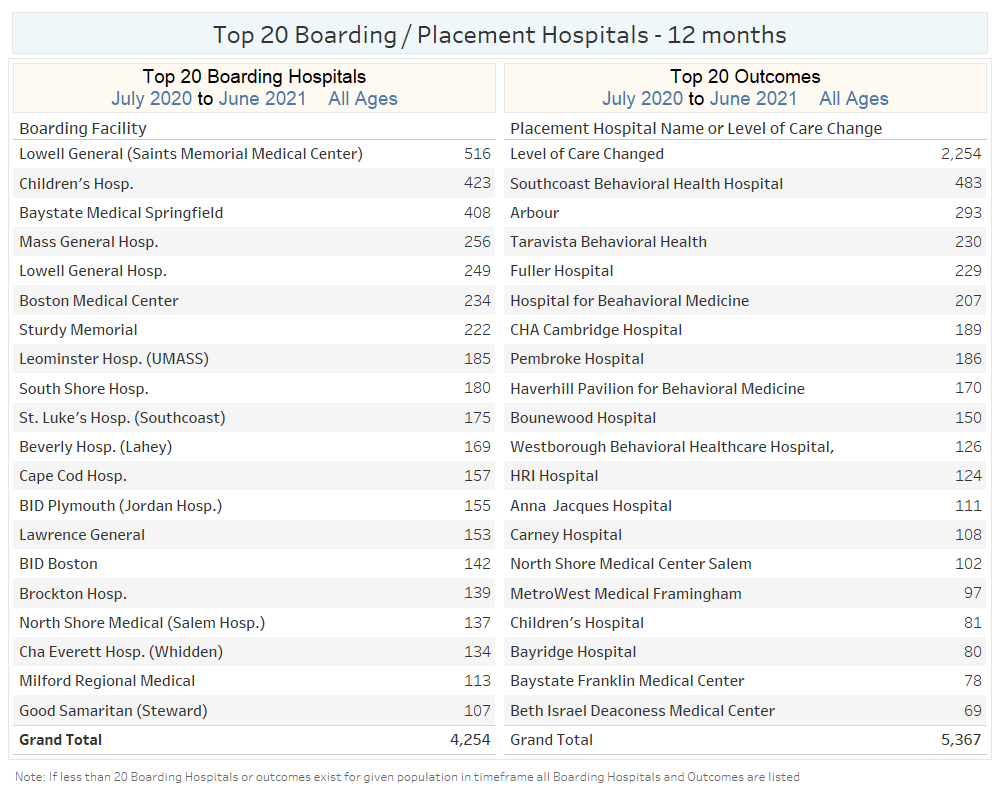 Top 20 Boarding / Placement Hospitals - 12 months
Top 20 Boarding Hospitals
July 2020 to June 2021 All Ages
Boarding Facility
Lowell General (Saints Memorial Medical Center) 516
Children's Hosp. 423
Baystate Medical Springfield 408
Mass General Hosp. 256
Lowell General Hosp. 249
Boston Medical Center 234
Sturdy Memorial 222
Leominster Hosp. (UMASS) 185
South Shore Hosp. 180
St. Luke's Hosp. (Southcoast) 175
Beverly Hosp. (Lahey) 169
Cape Cod Hosp. 157
BID Plymouth (Jordan Hosp.) 155
Lawrence General 153
BID Boston 142
Brockton Hosp. 139
North Shore Medical (Salem Hosp.) 137
Cha Everett Hosp. (Whidden) 134
Milford Regional Medical 113
Good Samaritan (Steward) 107
Grand Total 4,254
Top 20 Outcomes
July 2020 to June 2021 All Ages
Placement Hospital Name or Level of Care Change
Level of Care Changed 2,254
Southcoast Behavioral Health Hospital 483
Arbour 293
Taravista Behavioral Health 230
Fuller Hospital 229
Hospital for Beahavioral Medicine 207
CHA Cambridge Hospital 189
Pembroke Hospital 186
Haverhill Pavilion for Behavioral Medicine 170
Bounewood Hospital 150
Westborough Behavioral Healthcare Hospital, 126
HRI Hospital 124
Anna  Jacques Hospital 111
Carney Hospital 108
North Shore Medical Center Salem 102
MetroWest Medical Framingham 97
Children's Hospital 81
Bayridge Hospital 80
Baystate Franklin Medical Center 78
Beth Israel Deaconess Medical Center 69
Grand Total 5,367
Note: If less than 20 Boarding Hospitals or outcomes exist for given population in timeframe all Boarding Hospitals and Outcomes are listed